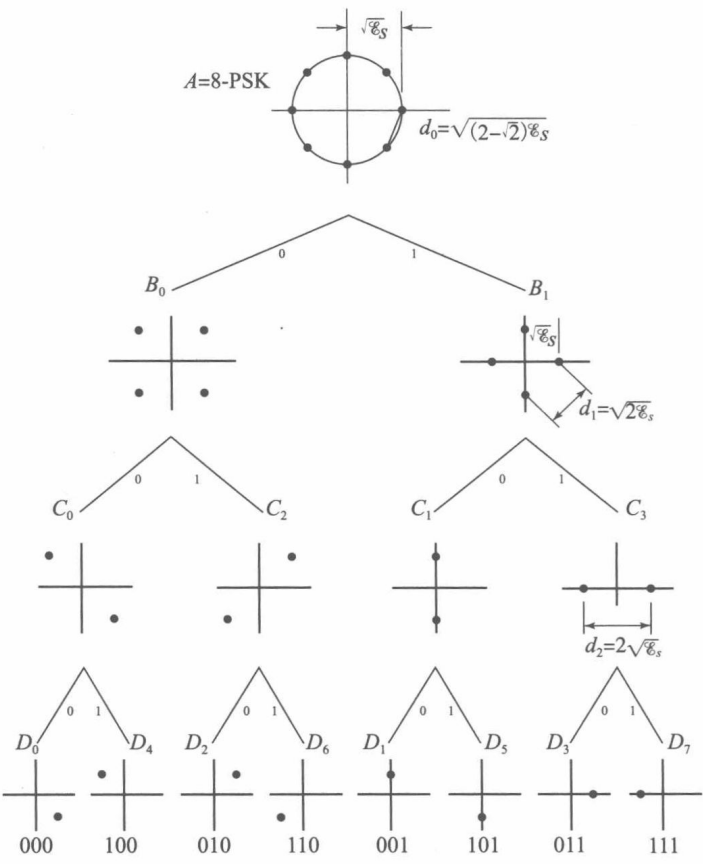 √ℰS
A=8-PSK
d₀=√(2−√2)ℰS
0 1
B₀ B₁
√ℰS
d₁=√2ℰₛ
0 1 0 1
C₀ C₂ C₁ C₃
d₂=2√ℰₛ
0 1 0 1 0 1 0 1
D₀ D₄ D₂ D₆ D₁ D₅ D₃ D₇
000 100 010 110 001 101 011 111